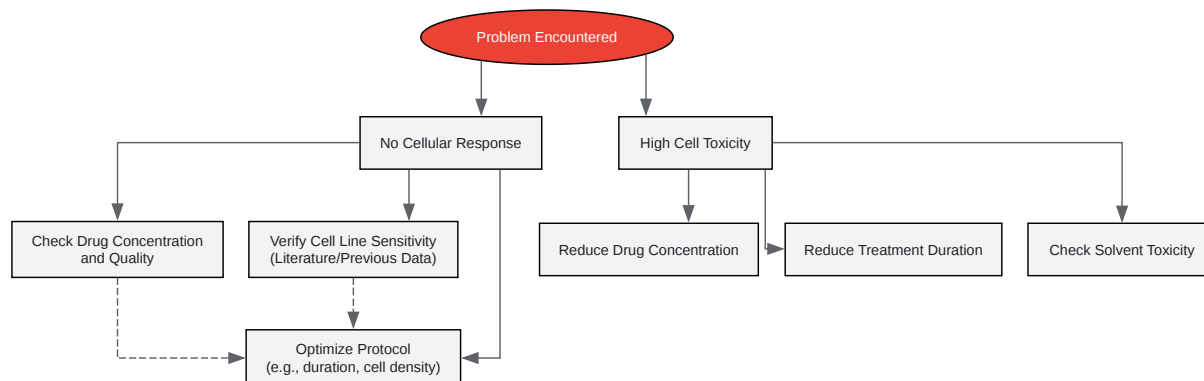 Problem Encountered
No Cellular Response
High Cell Toxicity
Check Drug Concentration
and Quality
Verify Cell Line Sensitivity
(Literature/Previous Data)
Reduce Drug Concentration
Reduce Treatment Duration
Check Solvent Toxicity
Optimize Protocol
(e.g., duration, cell density)